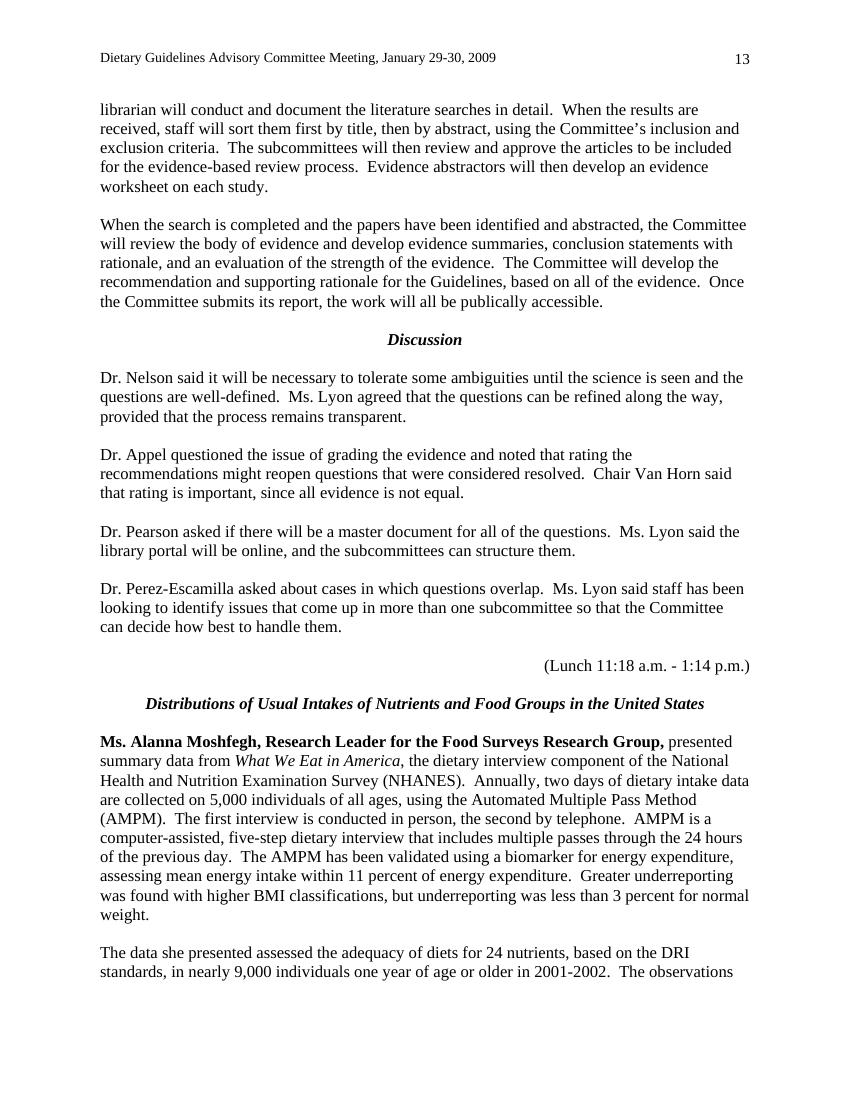 Dietary Guidelines Advisory Committee Meeting, January 29-30, 2009 13
librarian will conduct and document the literature searches in detail.  When the results are
received, staff will sort them first by title, then by abstract, using the Committee’s inclusion and
exclusion criteria.  The subcommittees will then review and approve the articles to be included
for the evidence-based review process.  Evidence abstractors will then develop an evidence
worksheet on each study.
When the search is completed and the papers have been identified and abstracted, the Committee
will review the body of evidence and develop evidence summaries, conclusion statements with
rationale, and an evaluation of the strength of the evidence.  The Committee will develop the
recommendation and supporting rationale for the Guidelines, based on all of the evidence.  Once
the Committee submits its report, the work will all be publically accessible.
Discussion
Dr. Nelson said it will be necessary to tolerate some ambiguities until the science is seen and the
questions are well-defined.  Ms. Lyon agreed that the questions can be refined along the way,
provided that the process remains transparent.
Dr. Appel questioned the issue of grading the evidence and noted that rating the
recommendations might reopen questions that were considered resolved.  Chair Van Horn said
that rating is important, since all evidence is not equal.
Dr. Pearson asked if there will be a master document for all of the questions.  Ms. Lyon said the
library portal will be online, and the subcommittees can structure them.
Dr. Perez-Escamilla asked about cases in which questions overlap.  Ms. Lyon said staff has been
looking to identify issues that come up in more than one subcommittee so that the Committee
can decide how best to handle them.
(Lunch 11:18 a.m. - 1:14 p.m.)
Distributions of Usual Intakes of Nutrients and Food Groups in the United States
Ms. Alanna Moshfegh, Research Leader for the Food Surveys Research Group, presented
summary data from What We Eat in America, the dietary interview component of the National
Health and Nutrition Examination Survey (NHANES).  Annually, two days of dietary intake data
are collected on 5,000 individuals of all ages, using the Automated Multiple Pass Method
(AMPM).  The first interview is conducted in person, the second by telephone.  AMPM is a
computer-assisted, five-step dietary interview that includes multiple passes through the 24 hours
of the previous day.  The AMPM has been validated using a biomarker for energy expenditure,
assessing mean energy intake within 11 percent of energy expenditure.  Greater underreporting
was found with higher BMI classifications, but underreporting was less than 3 percent for normal
weight.
The data she presented assessed the adequacy of diets for 24 nutrients, based on the DRI
standards, in nearly 9,000 individuals one year of age or older in 2001-2002.  The observations